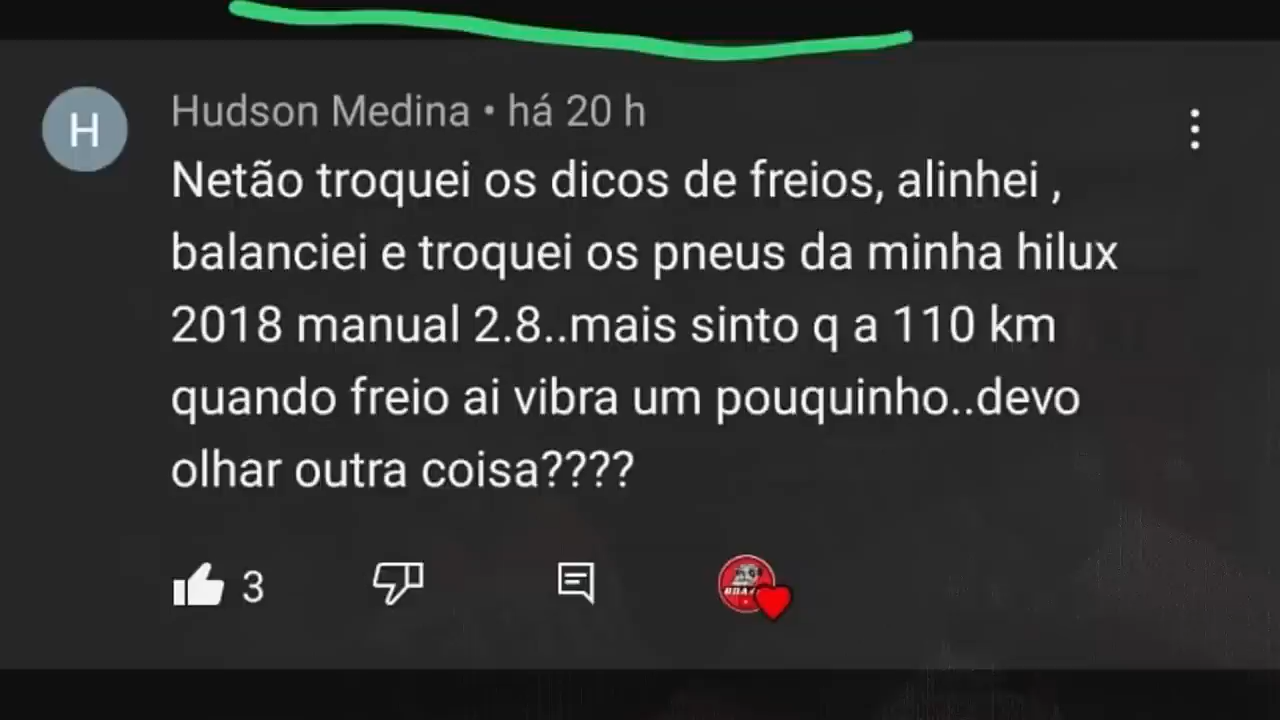 H
Hudson Medina • há 20 h
Netão troquei os dicos de freios, alinhei ,
balanciei e troquei os pneus da minha hilux
2018 manual 2.8..mais sinto q a 110 km
quando freio ai vibra um pouquinho..devo
olhar outra coisa????
3